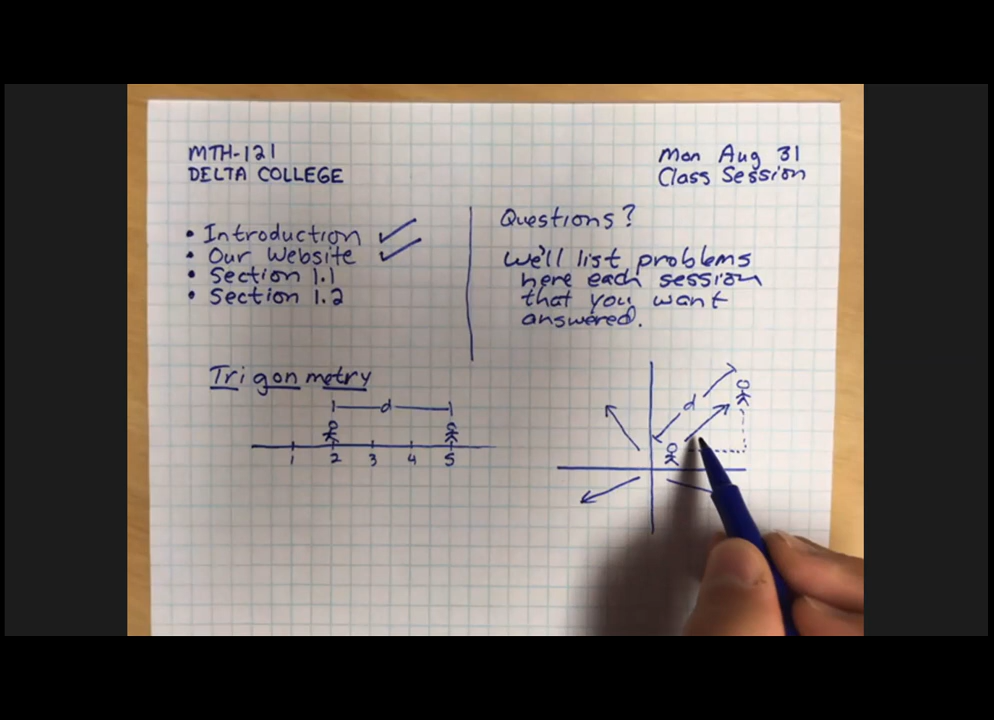 MTH-121
DELTA COLLEGE
Mon Aug 31
Class Session
• Introduction
• Our Website
• Section 1.1
• Section 1.2
Questions?
We'll list problems
here each session
that you want
answered.
Trigonometry
d
1 2 3 4 5
d